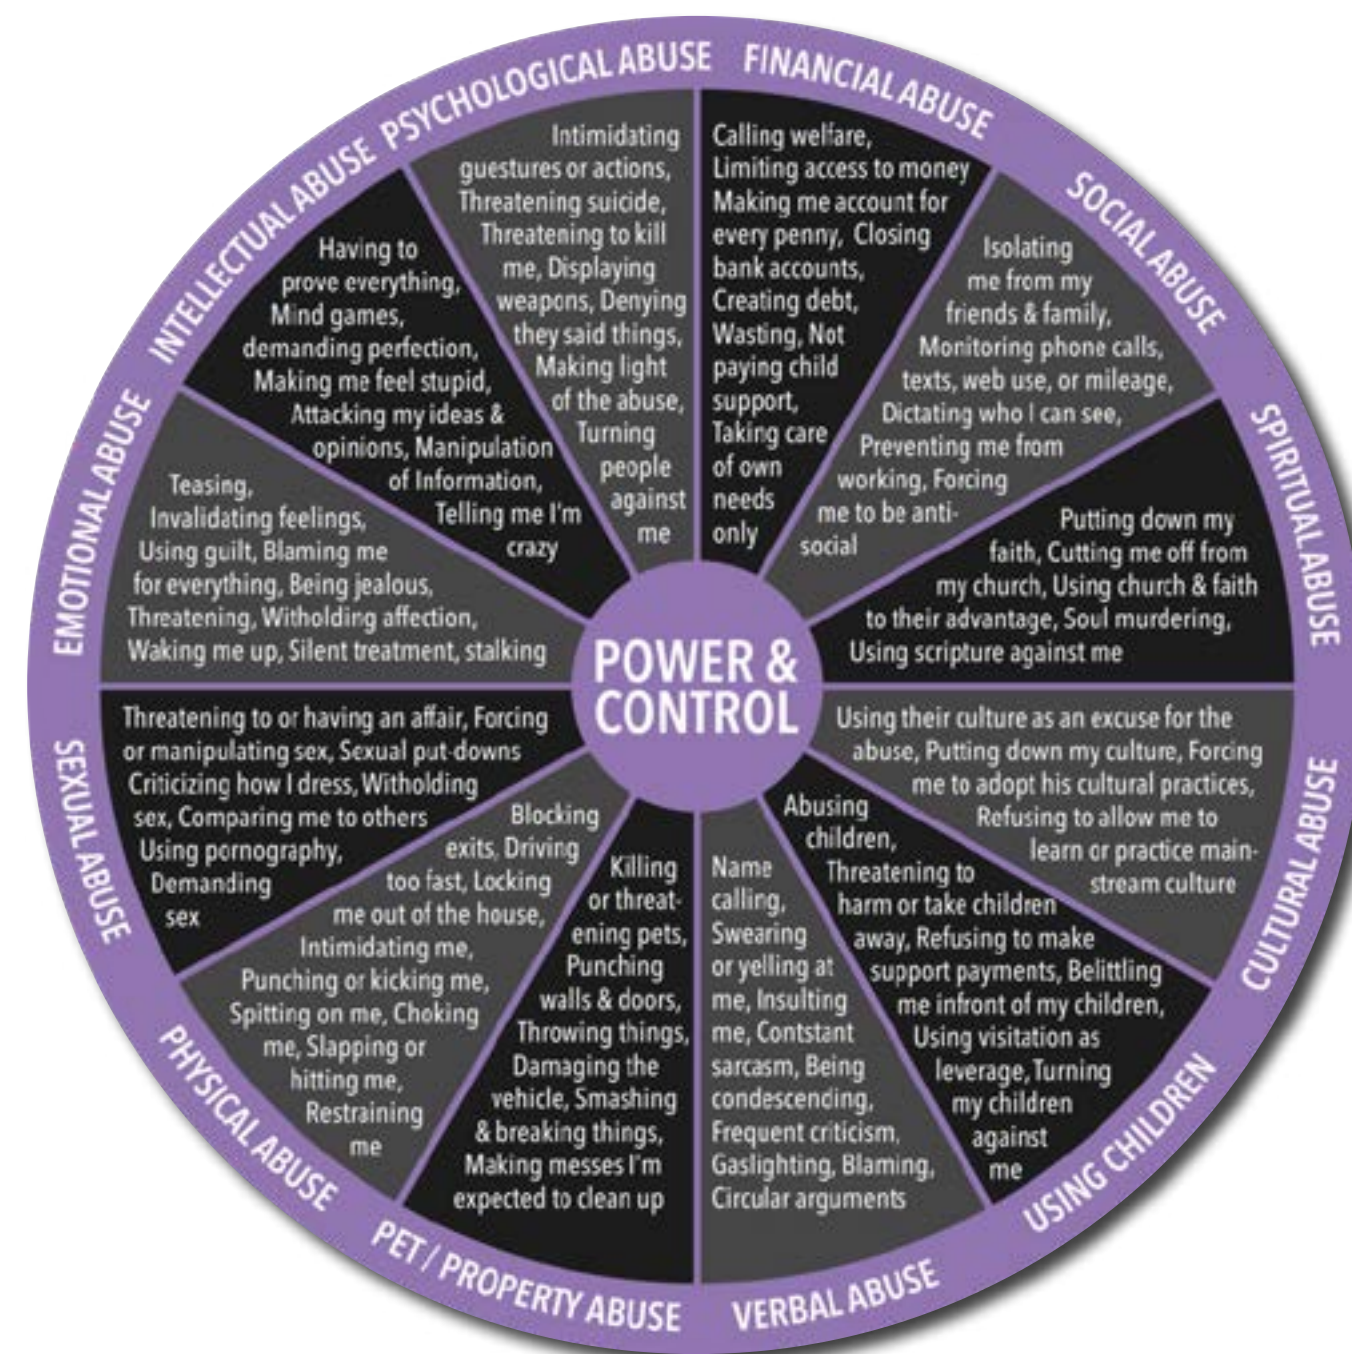 PSYCHOLOGICAL ABUSE
Intimidating
guestures or actions,
Threatening suicide,
Threatening to kill
me, Displaying
weapons, Denying
they said things,
Making light
of the abuse,
Turning
people
against
me
FINANCIAL ABUSE
Calling welfare,
Limiting access to money
Making me account for
every penny, Closing
bank accounts,
Creating debt,
Wasting, Not
paying child
support,
Taking care
of own
needs
only
SOCIAL ABUSE
Isolating
me from my
friends & family,
Monitoring phone calls,
texts, web use, or mileage,
Dictating who I can see,
Preventing me from
working, Forcing
me to be anti-
social
SPIRITUAL ABUSE
Putting down my
faith, Cutting me off from
my church, Using church & faith
to their advantage, Soul murdering,
Using scripture against me
CULTURAL ABUSE
Using their culture as an excuse for the
abuse, Putting down my culture, Forcing
me to adopt his cultural practices,
Refusing to allow me to
learn or practice main-
stream culture
USING CHILDREN
Abusing
children,
Threatening to
harm or take children
away, Refusing to make
support payments, Belittling
me infront of my children,
Using visitation as
leverage, Turning
my children
against
me
VERBAL ABUSE
Name
calling,
Swearing
or yelling at
me, Insulting
me, Contstant
sarcasm, Being
condescending,
Frequent criticism,
Gaslighting, Blaming,
Circular arguments
PET / PROPERTY ABUSE
Killing
or threat-
ening pets,
Punching
walls & doors,
Throwing things,
Damaging the
vehicle, Smashing
& breaking things,
Making messes I'm
expected to clean up
PHYSICAL ABUSE
Blocking
exits, Driving
too fast, Locking
me out of the house,
Intimidating me,
Punching or kicking me,
Spitting on me, Choking
me, Slapping or
hitting me,
Restraining
me
SEXUAL ABUSE
Threatening to or having an affair, Forcing
or manipulating sex, Sexual put-downs
Criticizing how I dress, Witholding
sex, Comparing me to others
Using pornography,
Demanding
sex
EMOTIONAL ABUSE
Teasing,
Invalidating feelings,
Using guilt, Blaming me
for everything, Being jealous,
Threatening, Witholding affection,
Waking me up, Silent treatment, stalking
INTELLECTUAL ABUSE
Having to
prove everything,
Mind games,
demanding perfection,
Making me feel stupid,
Attacking my ideas &
opinions, Manipulation
of Information,
Telling me I'm
crazy
POWER &
CONTROL